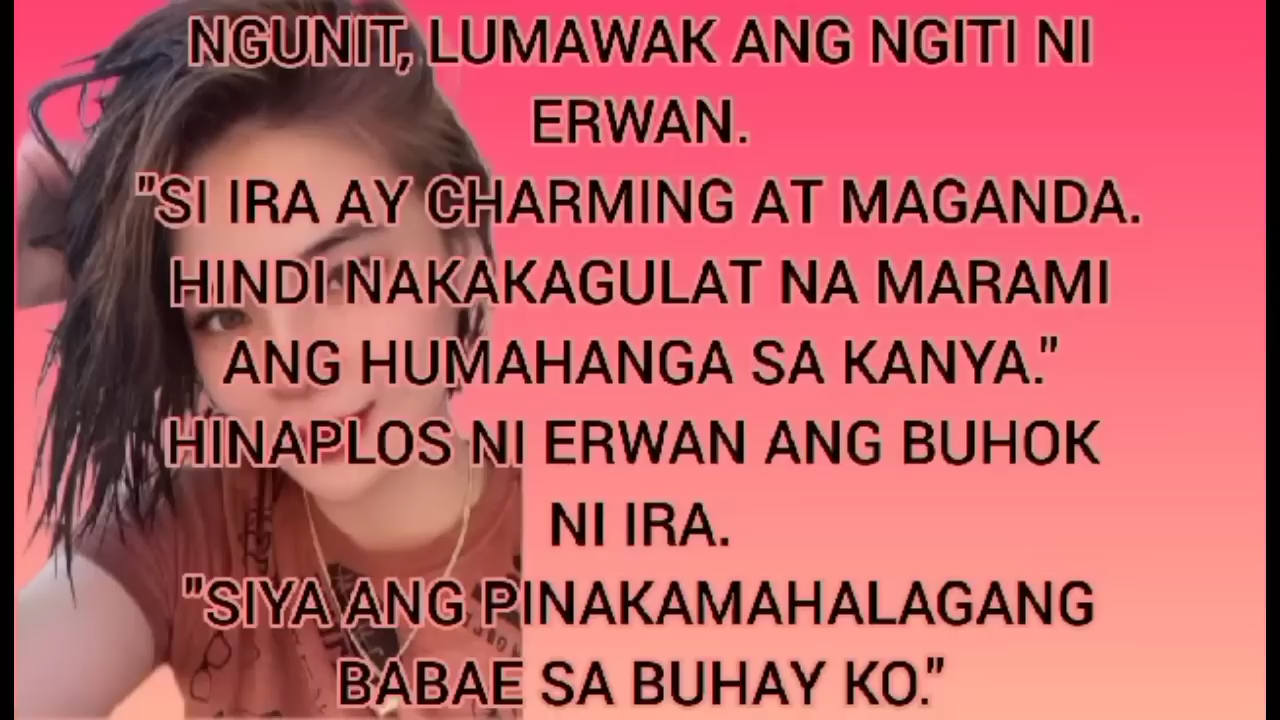 NGUNIT, LUMAWAK ANG NGITI NI
ERWAN.
"SI IRA AY CHARMING AT MAGANDA.
HINDI NAKAKAGULAT NA MARAMI
ANG HUMAHANGA SA KANYA."
HINAPLOS NI ERWAN ANG BUHOK
NI IRA.
"SIYA ANG PINAKAMAHALAGANG
BABAE SA BUHAY KO."